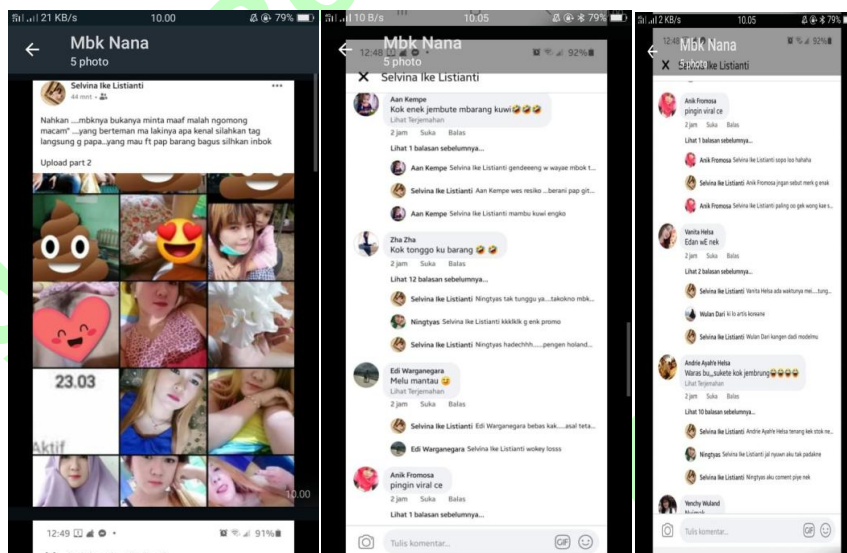 21 KB/s 10.00 79%
Mbk Nana
5 photo
Selvina Ike Listianti
44 mnt
Nahkan ....mbknya bukanya minta maaf malah ngomong
macam" ...yang berteman ma lakinya apa kenal silahkan tag
langsung g papa..yang mau ft pap barang bagus silhkan inbok
Upload part 2
23.03
Aktif
10.00
12:49 91%
10 B/s 10.05 79%
Mbk Nana
12:48 92%
5 photo
X Selvina Ike Listianti
Aan Kempe
Kok enek jembute mbarang kuwi
Lihat Terjemahan
2 jam Suka Balas
Lihat 1 balasan sebelumnya...
Aan Kempe Selvina Ike Listianti gendeeeng w wayae mbok t...
Selvina Ike Listianti Aan Kempe wes resiko ...berani pap git...
Aan Kempe Selvina Ike Listianti mambu kuwi engko
Zha Zha
Kok tonggo ku barang
2 jam Suka Balas
Lihat 12 balasan sebelumnya...
Selvina Ike Listianti Ningtyas tak tunggu ya....takokno mbk...
Ningtyas Selvina Ike Listianti kkklklk g enk promo
Selvina Ike Listianti Ningtyas hadechhh.....pengen holand...
Edi Warganegara
Melu mantau
Lihat Terjemahan
2 jam Suka Balas
Selvina Ike Listianti Edi Warganegara bebas kak....asal teta...
Edi Warganegara Selvina Ike Listianti wokey losss
Anik Fromosa
pingin viral ce
2 jam Suka Balas
Lihat 1 balasan sebelumnya...
Tulis komentar...
GIF
2 KB/s 10.05 79%
12:48 92%
Mbk Nana
5 photo
X Selvina Ike Listianti
Anik Fromosa
pingin viral ce
2 jam Suka Balas
Lihat 1 balasan sebelumnya...
Anik Fromosa Selvina Ike Listianti sopo loo hahaha
Selvina Ike Listianti Anik Fromosa jngan sebut merk g enak
Anik Fromosa Selvina Ike Listianti paling oo gek wong kae s...
Vanita Helsa
Edan wE nek
2 jam Suka Balas
Lihat 2 balasan sebelumnya...
Selvina Ike Listianti Vanita Helsa ada waktunya mei....tung...
Wulan Dari ki lo artis koreane
Selvina Ike Listianti Wulan Dari kangen dadi modelmu
Andrie Ayah'e Helsa
Waras bu,,,sukete kok jembrung
Lihat Terjemahan
2 jam Suka Balas
Lihat 10 balasan sebelumnya...
Selvina Ike Listianti Andrie Ayah'e Helsa tenang kek stok ne...
Ningtyas Selvina Ike Listianti jal nyuwn aku tak padakne
Selvina Ike Listianti Ningtyas aku coment piye nek
Yenchy Wuland
Tulis komentar...
GIF